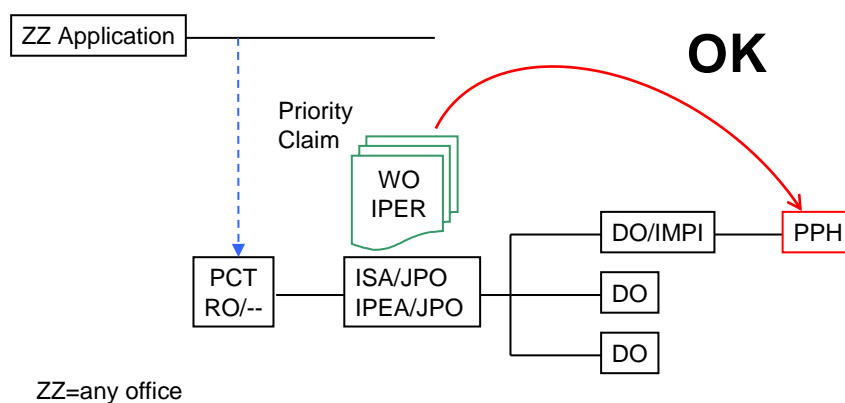 ZZ Application
OK
Priority
Claim
WO
IPER
DO/IMPI
PPH
PCT
RO/--
ISA/JPO
IPEA/JPO
DO
DO
ZZ=any office